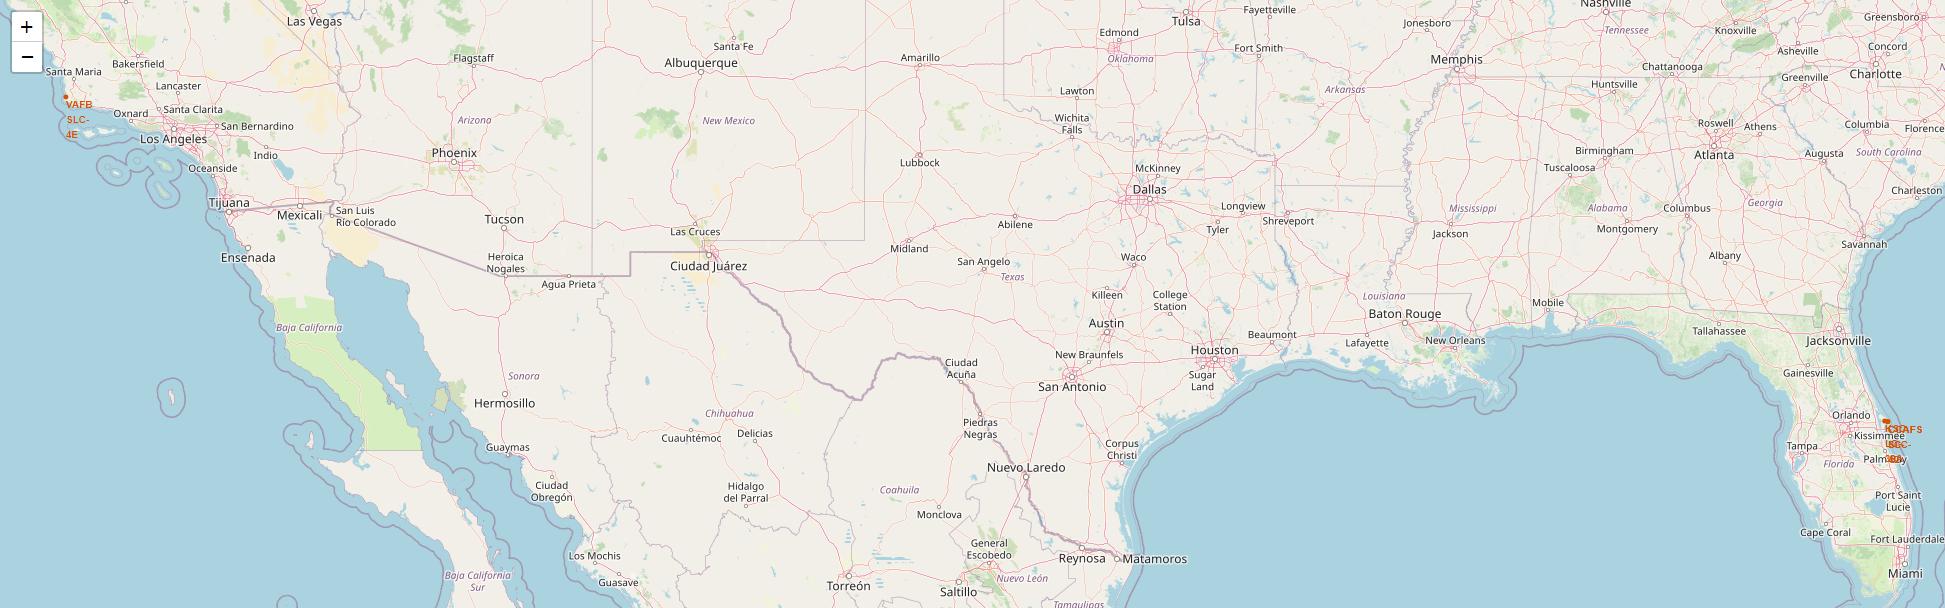 +
−
Las Vegas
Santa Fe
Albuquerque
Flagstaff
Amarillo
Edmond
Oklahoma
Tulsa
Fayetteville
Fort Smith
Jonesboro
Memphis
Nashville
Tennessee
Knoxville
Greensboro
Concord
Asheville
Charlotte
Chattanooga
Greenville
Huntsville
Santa Maria
Bakersfield
Lancaster
VAFB
SLC-
4E
Oxnard
Santa Clarita
Los Angeles
San Bernardino
Indio
Oceanside
Arizona
Phoenix
New Mexico
Lubbock
Lawton
Wichita
Falls
Arkansas
McKinney
Dallas
Roswell
Athens
Atlanta
Birmingham
Tuscaloosa
Columbia
Florence
Augusta
South Carolina
Charleston
Tijuana
Mexicali
San Luis
Río Colorado
Tucson
Las Cruces
Ciudad Juárez
Midland
Abilene
San Angelo
Texas
Longview
Tyler
Shreveport
Waco
Mississippi
Jackson
Alabama
Montgomery
Columbus
Georgia
Albany
Savannah
Ensenada
Heroica
Nogales
Agua Prieta
Killeen
College
Station
Austin
Louisiana
Baton Rouge
Mobile
Tallahassee
Jacksonville
Baja California
New Braunfels
Houston
Beaumont
Lafayette
New Orleans
Sugar
Land
San Antonio
Ciudad
Acuña
Sonora
Hermosillo
Chihuahua
Gainesville
Orlando
Kissimmee
CCAFS
SLC-
Tampa
Florida
Guaymas
Cuauhtémoc
Delicias
Piedras
Negras
Corpus
Christi
Nuevo Laredo
Ciudad
Obregón
Hidalgo
del Parral
Coahuila
Monclova
Port Saint
Lucie
Cape Coral
Fort Lauderdale
Miami
Los Mochis
Guasave
Baja California
Sur
Torreón
General
Escobedo
Nuevo León
Saltillo
Reynosa
Matamoros
Tamaulipas